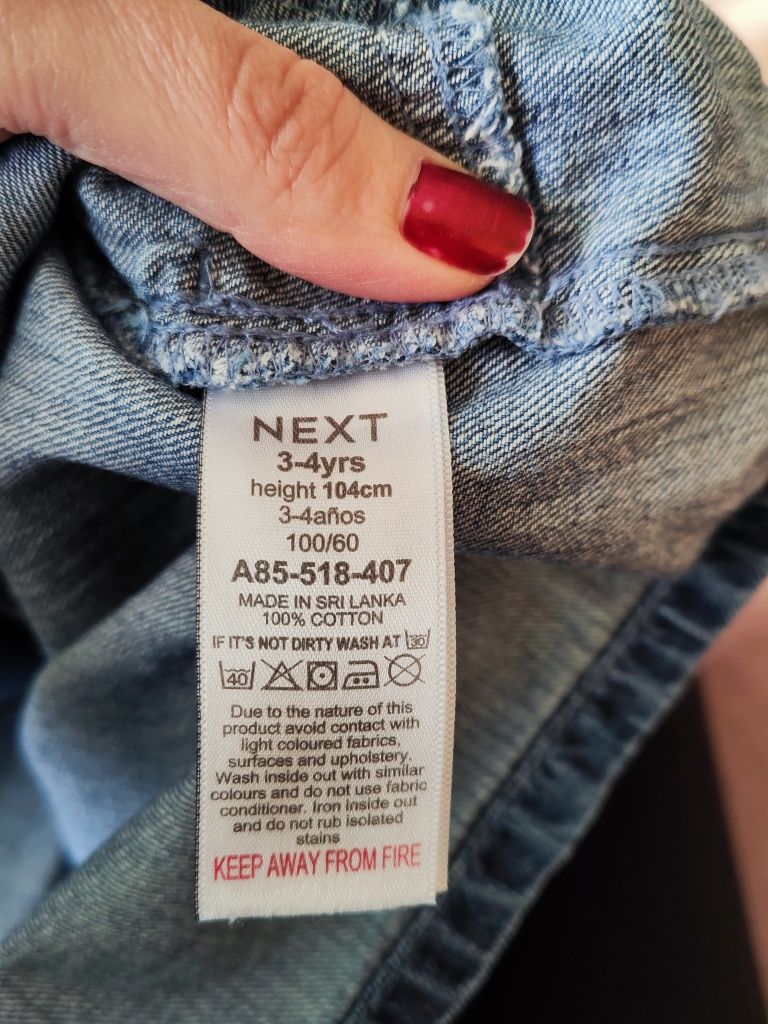 NEXT
3-4yrs
height 104cm
3-4años
100/60
A85-518-407
MADE IN SRI LANKA
100% COTTON
IF IT'S NOT DIRTY WASH AT 30°
40°
Due to the nature of this
product avoid contact with
light coloured fabrics,
surfaces and upholstery.
Wash inside out with similar
colours and do not use fabric
conditioner. Iron inside out
and do not rub isolated
stains
KEEP AWAY FROM FIRE